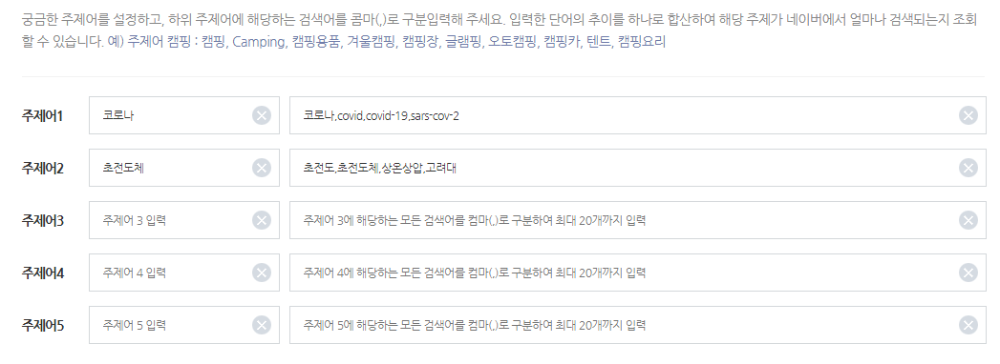 궁금한 주제어를 설정하고, 하위 주제어에 해당하는 검색어를 콤마(,)로 구분입력해 주세요. 입력한 단어의 추이를 하나로 합산하여 해당 주제가 네이버에서 얼마나 검색되는지 조회
할 수 있습니다. 예) 주제어 캠핑 : 캠핑, Camping, 캠핑용품, 겨울캠핑, 캠핑장, 글램핑, 오토캠핑, 캠핑카, 텐트, 캠핑요리
주제어1 코로나 코로나,covid,covid-19,sars-cov-2
주제어2 초전도체 초전도,초전도체,상온상압,고려대
주제어3 주제어 3 입력 주제어 3에 해당하는 모든 검색어를 컴마(,)로 구분하여 최대 20개까지 입력
주제어4 주제어 4 입력 주제어 4에 해당하는 모든 검색어를 컴마(,)로 구분하여 최대 20개까지 입력
주제어5 주제어 5 입력 주제어 5에 해당하는 모든 검색어를 컴마(,)로 구분하여 최대 20개까지 입력